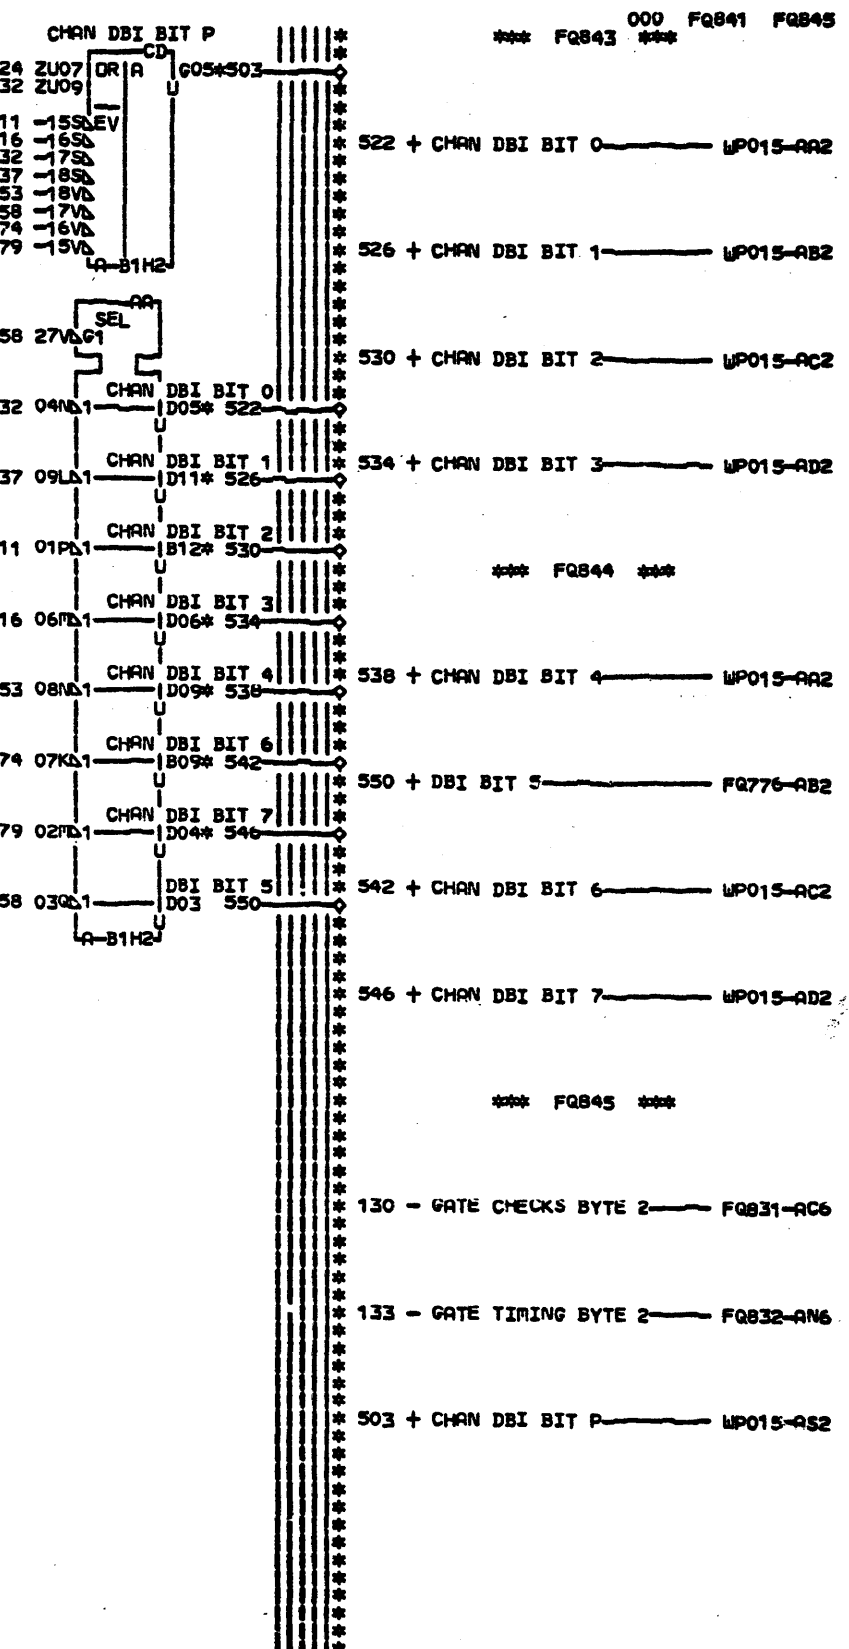 000 FQ841 FQ845
*** FQ843 ***
CHAN DBI BIT P
CD
24 ZU07 OR A G05*503
32 ZU09 U
11 -15S EV
16 -16S
32 -17S
37 -18S
53 -18V
58 -17V
74 -16V
79 -15V
A-B1H2
522 + CHAN DBI BIT 0 WP015-AA2
526 + CHAN DBI BIT 1 WP015-AB2
AA
SEL
58 27V G1
530 + CHAN DBI BIT 2 WP015-AC2
CHAN DBI BIT 0
32 04N 1 D05* 522
U
CHAN DBI BIT 1
534 + CHAN DBI BIT 3 WP015-AD2
37 09L 1 D11* 526
U
CHAN DBI BIT 2
11 01P 1 B12* 530
U
*** FQ844 ***
CHAN DBI BIT 3
16 06M 1 D06* 534
U
CHAN DBI BIT 4
538 + CHAN DBI BIT 4 WP015-AA2
53 08N 1 D09* 538
U
CHAN DBI BIT 6
74 07K 1 B09* 542
U
550 + DBI BIT 5 FQ776-AB2
CHAN DBI BIT 7
79 02M 1 D04* 546
U
DBI BIT 5
542 + CHAN DBI BIT 6 WP015-AC2
58 03Q 1 D03 550
U
A-B1H2
546 + CHAN DBI BIT 7 WP015-AD2
*** FQ845 ***
130 - GATE CHECKS BYTE 2 FQ831-AC6
133 - GATE TIMING BYTE 2 FQ832-AN6
503 + CHAN DBI BIT P WP015-AS2